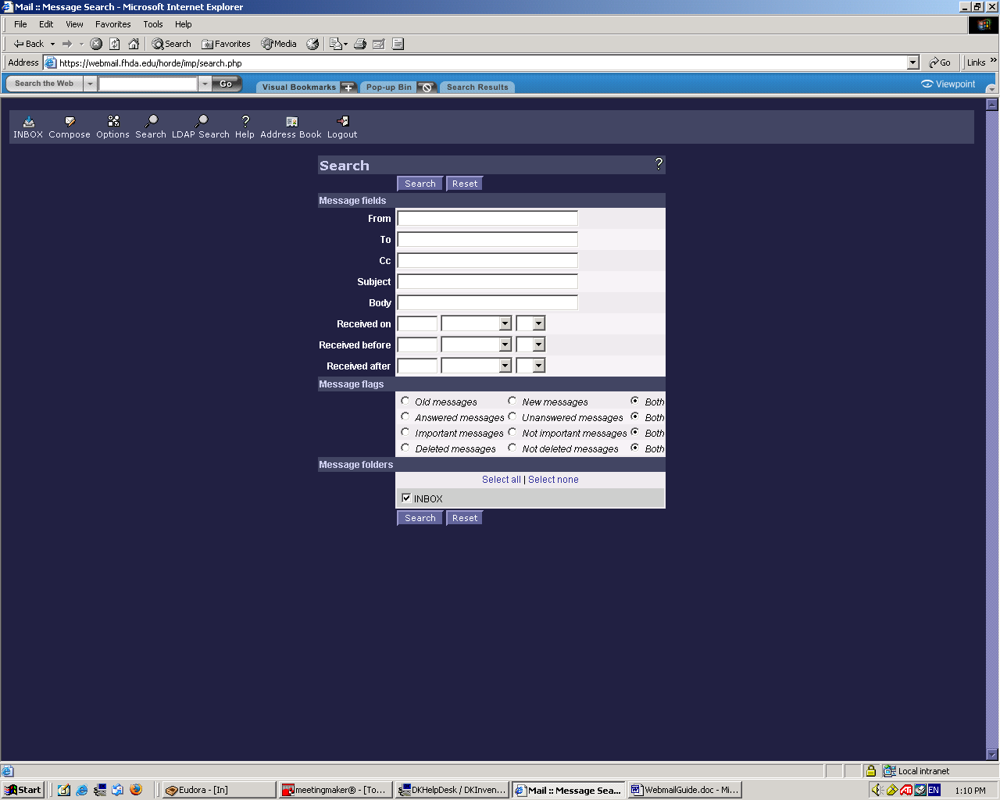 Mail :: Message Search - Microsoft Internet Explorer
File Edit View Favorites Tools Help
Back Search Favorites Media
Address https://webmail.fhda.edu/horde/imp/search.php Go Links »
Search the Web Go Visual Bookmarks Pop-up Bin Search Results Viewpoint
INBOX Compose Options Search LDAP Search Help Address Book Logout
Search ?
Search Reset
Message fields
From
To
Cc
Subject
Body
Received on
Received before
Received after
Message flags
Old messages New messages Both
Answered messages Unanswered messages Both
Important messages Not important messages Both
Deleted messages Not deleted messages Both
Message folders
Select all | Select none
INBOX
Search Reset
Local intranet
Start Eudora - [In] meetingmaker® - [To... DKHelpDesk / DKInven... Mail :: Message Sea... WebmailGuide.doc - Mi... EN 1:10 PM